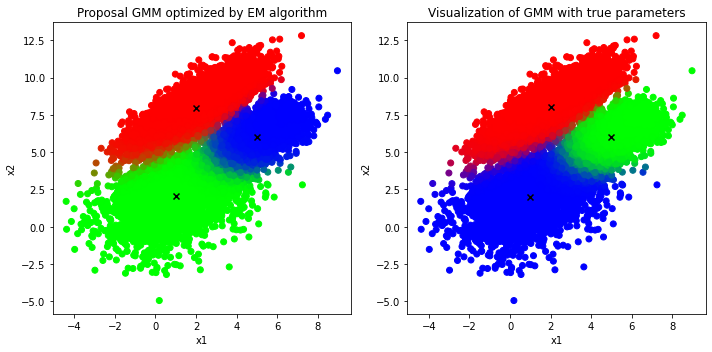 Proposal GMM optimized by EM algorithm
12.5
10.0
7.5
5.0
2.5
0.0
−2.5
−5.0
x2
−4 −2 0 2 4 6 8
x1
Visualization of GMM with true parameters
12.5
10.0
7.5
5.0
2.5
0.0
−2.5
−5.0
x2
−4 −2 0 2 4 6 8
x1